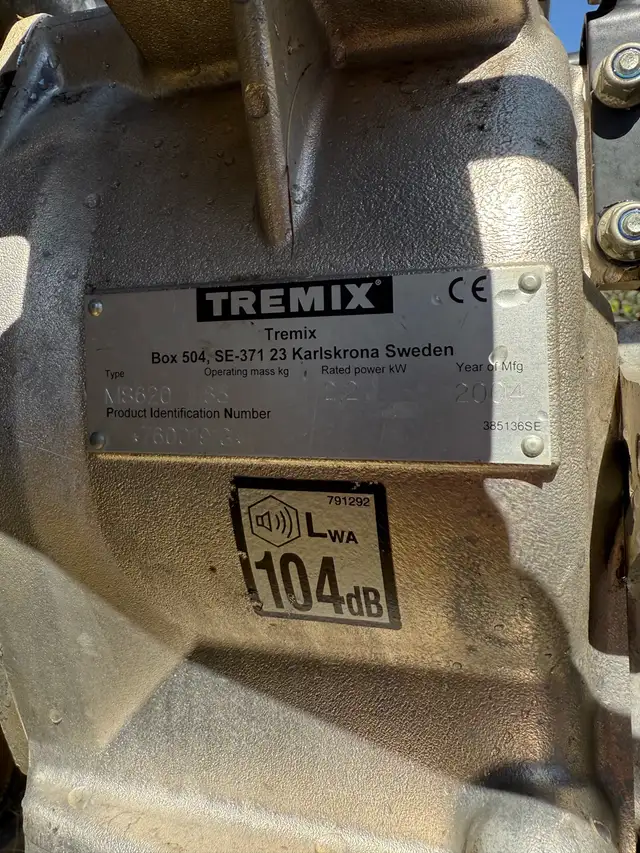 TREMIX®
CE
Tremix
Box 504, SE-371 23 Karlskrona Sweden
Type Operating mass kg Rated power kW Year of Mfg
2004
Product Identification Number
385136SE
791292
LWA
104dB